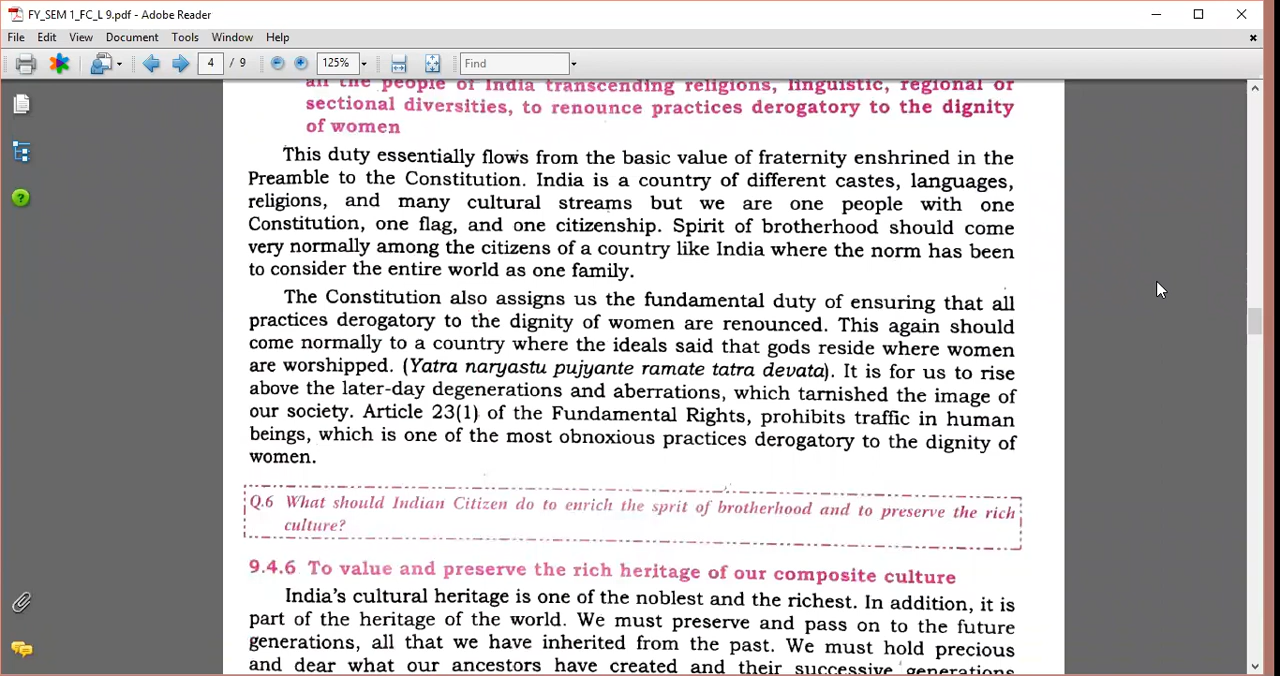 FY_SEM 1_FC_L 9.pdf - Adobe Reader
File Edit View Document Tools Window Help
4 / 9 125% Find
all the people of India transcending religions, linguistic, regional or
sectional diversities, to renounce practices derogatory to the dignity
of women
This duty essentially flows from the basic value of fraternity enshrined in the
Preamble to the Constitution. India is a country of different castes, languages,
religions, and many cultural streams but we are one people with one
Constitution, one flag, and one citizenship. Spirit of brotherhood should come
very normally among the citizens of a country like India where the norm has been
to consider the entire world as one family.
The Constitution also assigns us the fundamental duty of ensuring that all
practices derogatory to the dignity of women are renounced. This again should
come normally to a country where the ideals said that gods reside where women
are worshipped. (Yatra naryastu pujyante ramate tatra devata). It is for us to rise
above the later-day degenerations and aberrations, which tarnished the image of
our society. Article 23(1) of the Fundamental Rights, prohibits traffic in human
beings, which is one of the most obnoxious practices derogatory to the dignity of
women.
Q.6 What should Indian Citizen do to enrich the sprit of brotherhood and to preserve the rich
culture?
9.4.6 To value and preserve the rich heritage of our composite culture
India's cultural heritage is one of the noblest and the richest. In addition, it is
part of the heritage of the world. We must preserve and pass on to the future
generations, all that we have inherited from the past. We must hold precious
and dear what our ancestors have created and their successive generations